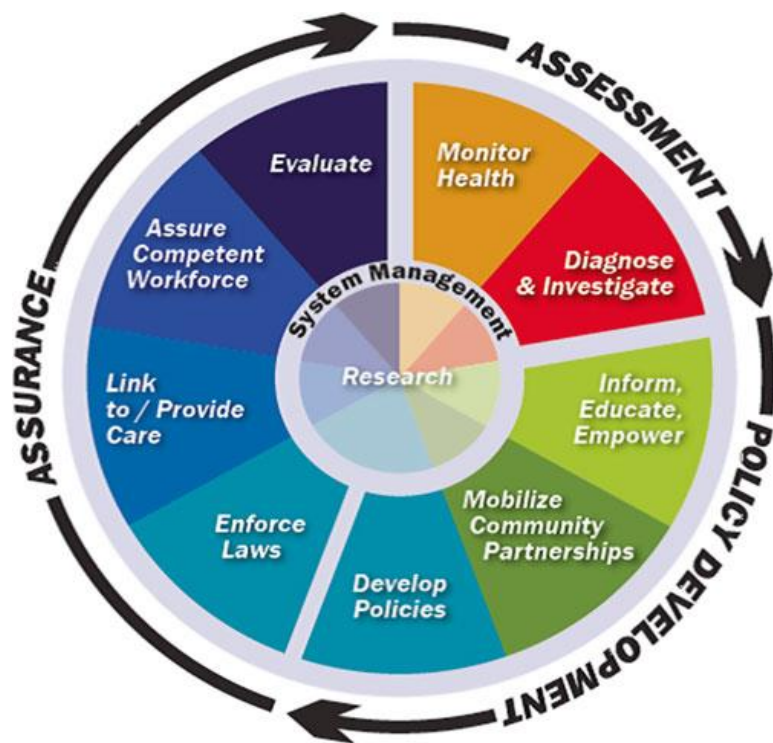 ASSESSMENT
Monitor
Health
Diagnose
& Investigate
POLICY DEVELOPMENT
Inform,
Educate,
Empower
Mobilize
Community
Partnerships
Develop
Policies
ASSURANCE
Enforce
Laws
Link
to / Provide
Care
Assure
Competent
Workforce
Evaluate
System Management
Research